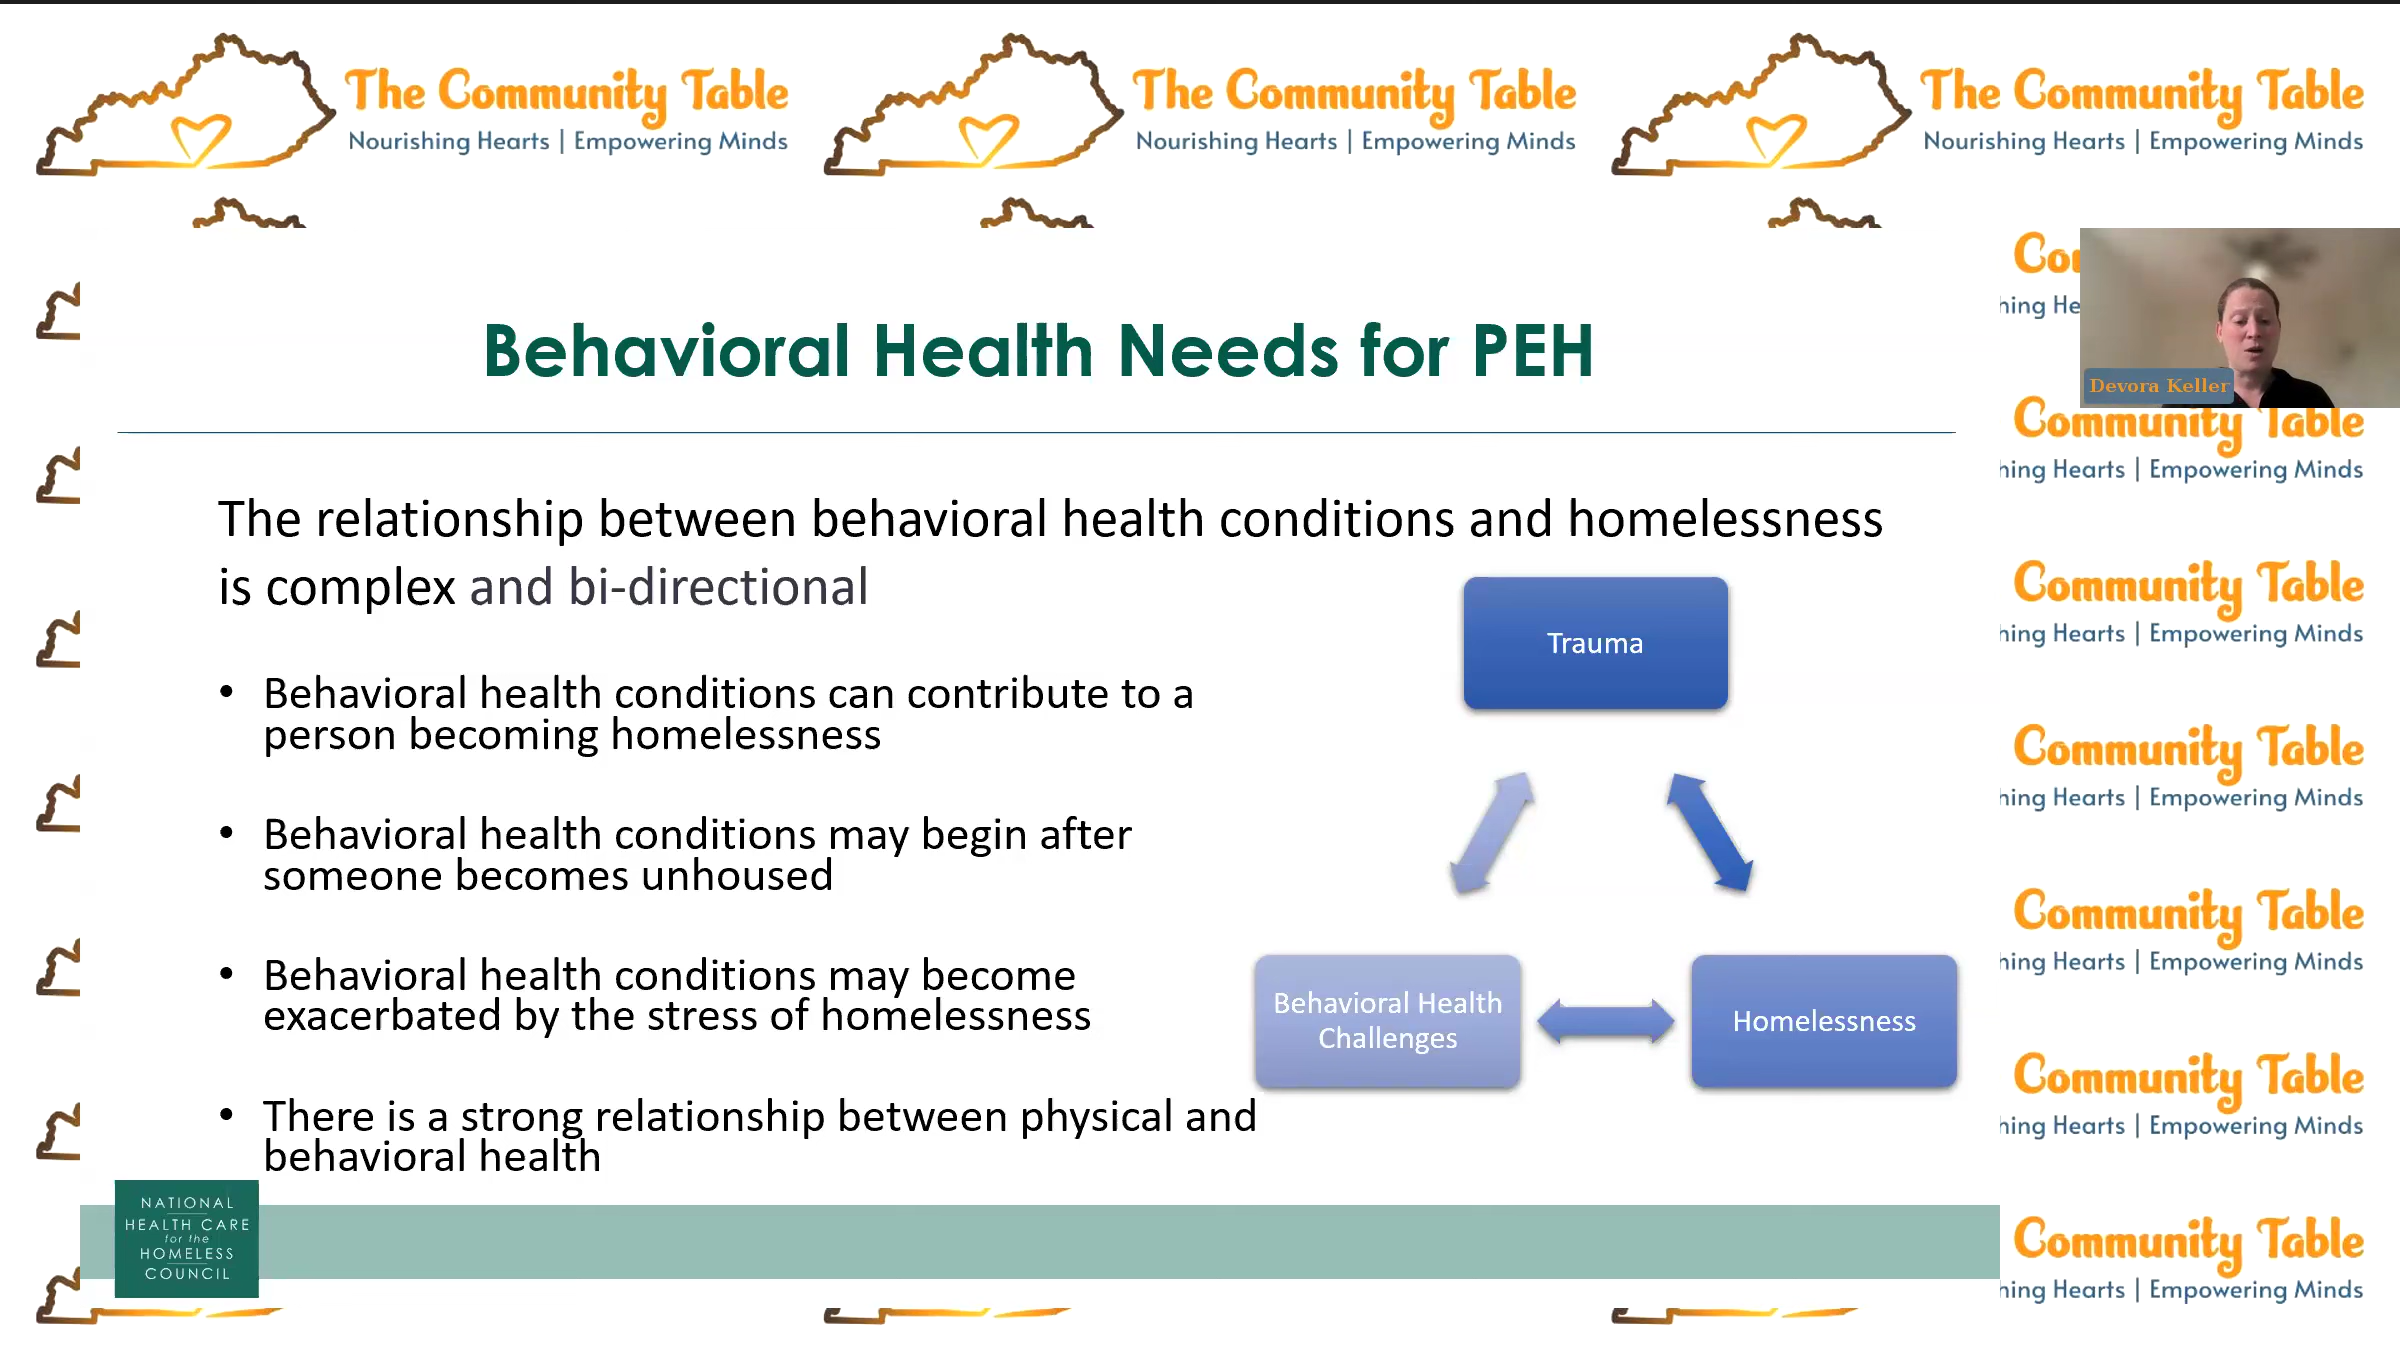 The Community Table
Nourishing Hearts | Empowering Minds
The Community Table
Nourishing Hearts | Empowering Minds
The Community Table
Nourishing Hearts | Empowering Minds
Behavioral Health Needs for PEH
Devora Keller
The relationship between behavioral health conditions and homelessness
is complex and bi-directional
• Behavioral health conditions can contribute to a
person becoming homelessness
• Behavioral health conditions may begin after
someone becomes unhoused
• Behavioral health conditions may become
exacerbated by the stress of homelessness
• There is a strong relationship between physical and
behavioral health
Trauma
Behavioral Health
Challenges
Homelessness
NATIONAL
HEALTH CARE
for the
HOMELESS
COUNCIL
Community Table
Hearts | Empowering Minds
Community Table
Hearts | Empowering Minds
Community Table
Hearts | Empowering Minds
Community Table
Hearts | Empowering Minds
Community Table
Hearts | Empowering Minds
Community Table
Hearts | Empowering Minds